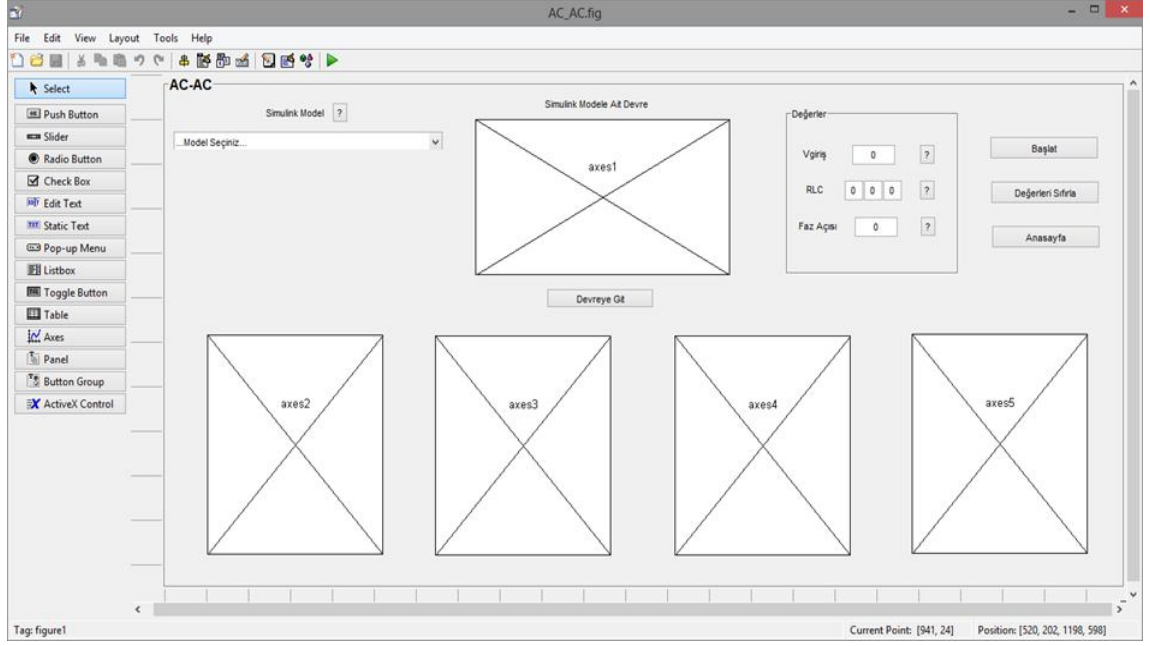 AC_AC.fig
File Edit View Layout Tools Help
Select
Push Button
Slider
Radio Button
Check Box
Edit Text
Static Text
Pop-up Menu
Listbox
Toggle Button
Table
Axes
Panel
Button Group
ActiveX Control
AC-AC
Simulink Model ?
...Model Seçiniz...
Simulink Modele Ait Devre
axes1
Devreye Git
Değerler
Vgiriş 0 ?
RLC 0 0 0 ?
Faz Açısı 0 ?
Başlat
Değerleri Sıfırla
Anasayfa
axes2 axes3 axes4 axes5
Tag: figure1 Current Point: [941, 24] Position: [520, 202, 1198, 598]